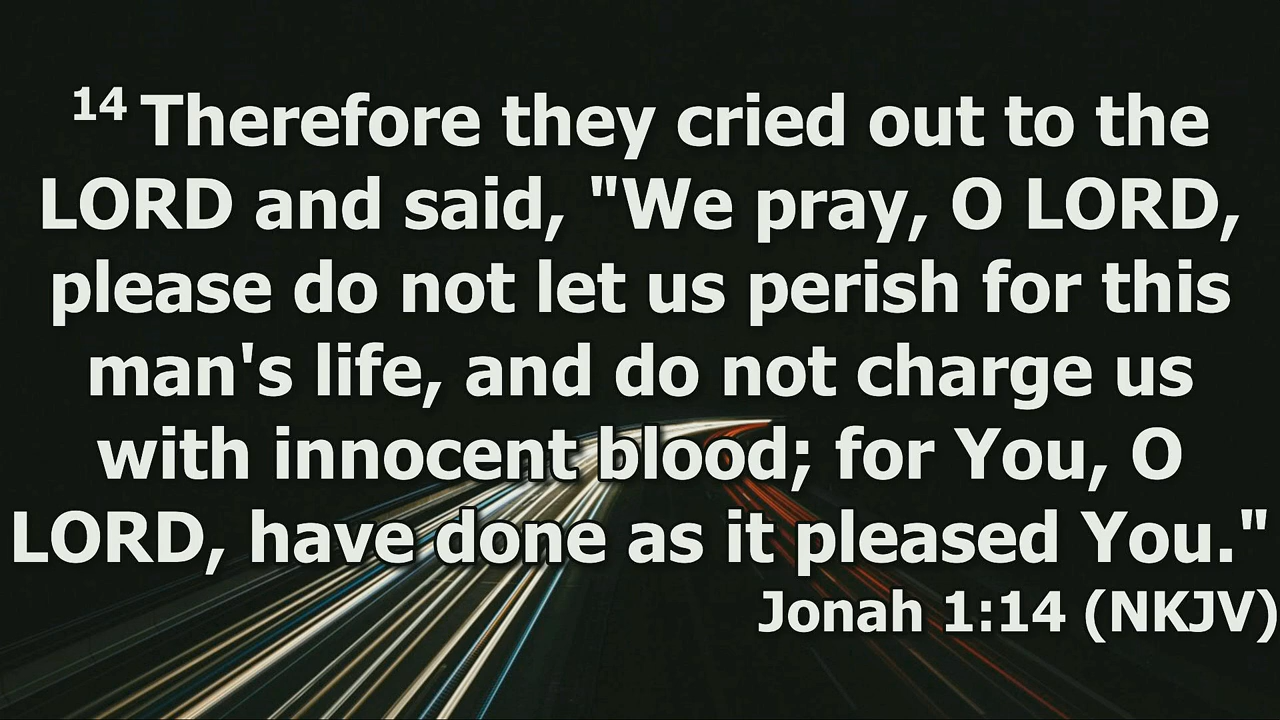 14 Therefore they cried out to the
LORD and said, "We pray, O LORD,
please do not let us perish for this
man's life, and do not charge us
with innocent blood; for You, O
LORD, have done as it pleased You."
Jonah 1:14 (NKJV)